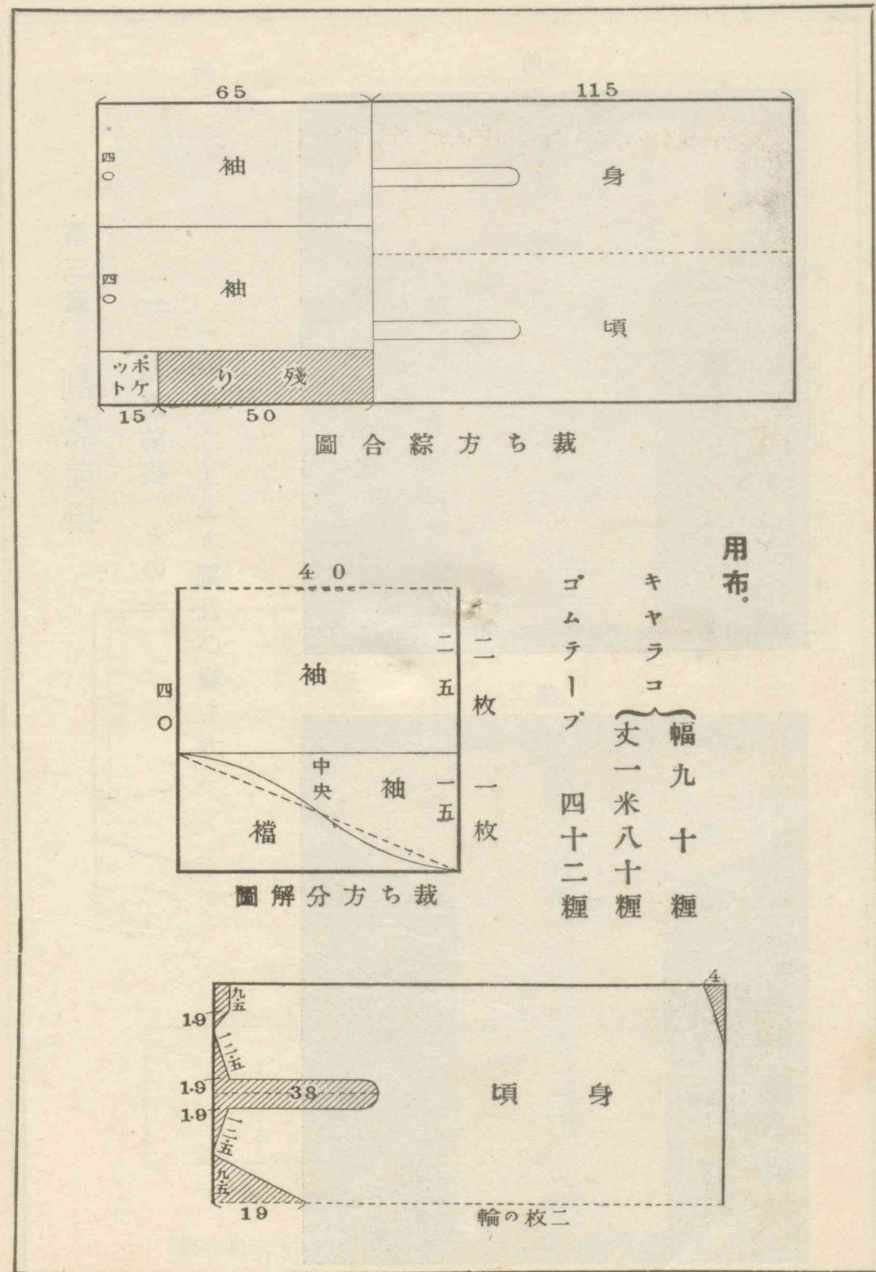 65
115
四〇
袖
身
四〇
袖
頃
ポケット
殘り
15
50
裁ち方綜合圖
用布。
キヤラコ
幅九十糎
丈一米八十糎
ゴムテープ 四十二糎
40
四〇
袖
二五
二枚
中央
袖
一五
一枚
襠
裁ち方分解圖
4
九.五
1.9
一二.五
1.9
38
身頃
1.9
一二.五
九.五
19
二枚の輪